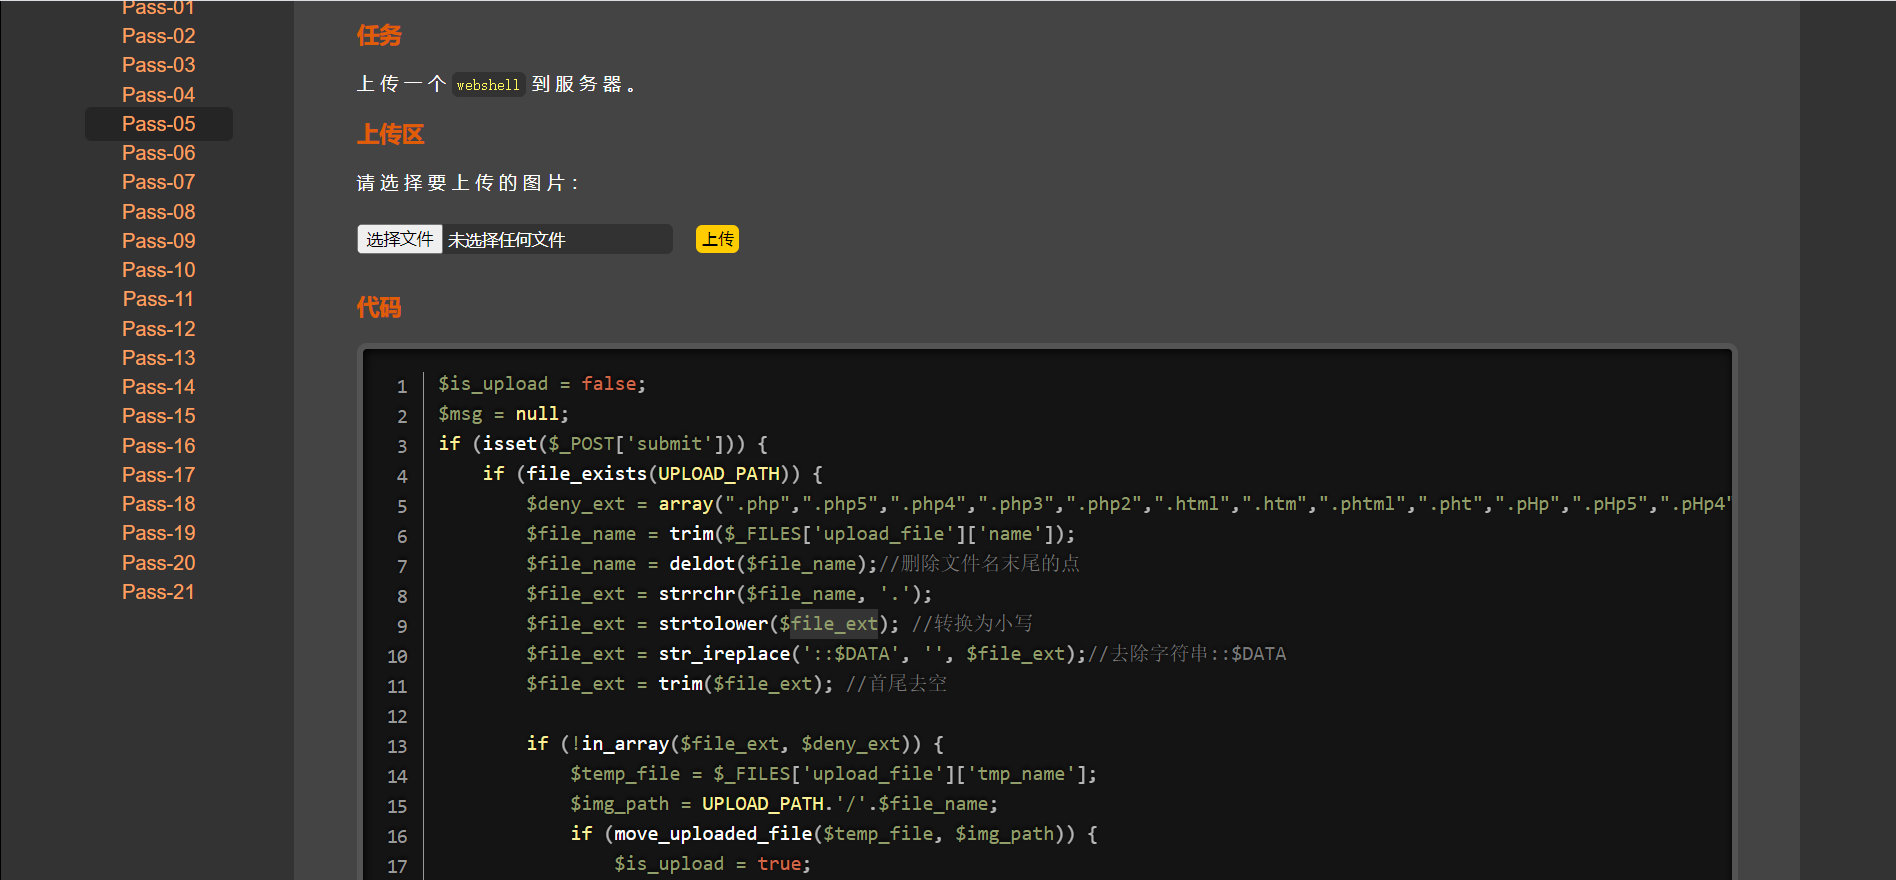 Pass-01
Pass-02
Pass-03
Pass-04
Pass-05
Pass-06
Pass-07
Pass-08
Pass-09
Pass-10
Pass-11
Pass-12
Pass-13
Pass-14
Pass-15
Pass-16
Pass-17
Pass-18
Pass-19
Pass-20
Pass-21
任务
上传一个 webshell 到服务器。
上传区
请选择要上传的图片：
选择文件 未选择任何文件 上传
代码
1 $is_upload = false;
2 $msg = null;
3 if (isset($_POST['submit'])) {
4 if (file_exists(UPLOAD_PATH)) {
5 $deny_ext = array(".php",".php5",".php4",".php3",".php2",".html",".htm",".phtml",".pht",".pHp",".pHp5",".pHp4"
6 $file_name = trim($_FILES['upload_file']['name']);
7 $file_name = deldot($file_name);//删除文件名末尾的点
8 $file_ext = strrchr($file_name, '.');
9 $file_ext = strtolower($file_ext); //转换为小写
10 $file_ext = str_ireplace('::$DATA', '', $file_ext);//去除字符串::$DATA
11 $file_ext = trim($file_ext); //首尾去空
12
13 if (!in_array($file_ext, $deny_ext)) {
14 $temp_file = $_FILES['upload_file']['tmp_name'];
15 $img_path = UPLOAD_PATH.'/'.$file_name;
16 if (move_uploaded_file($temp_file, $img_path)) {
17 $is_upload = true;